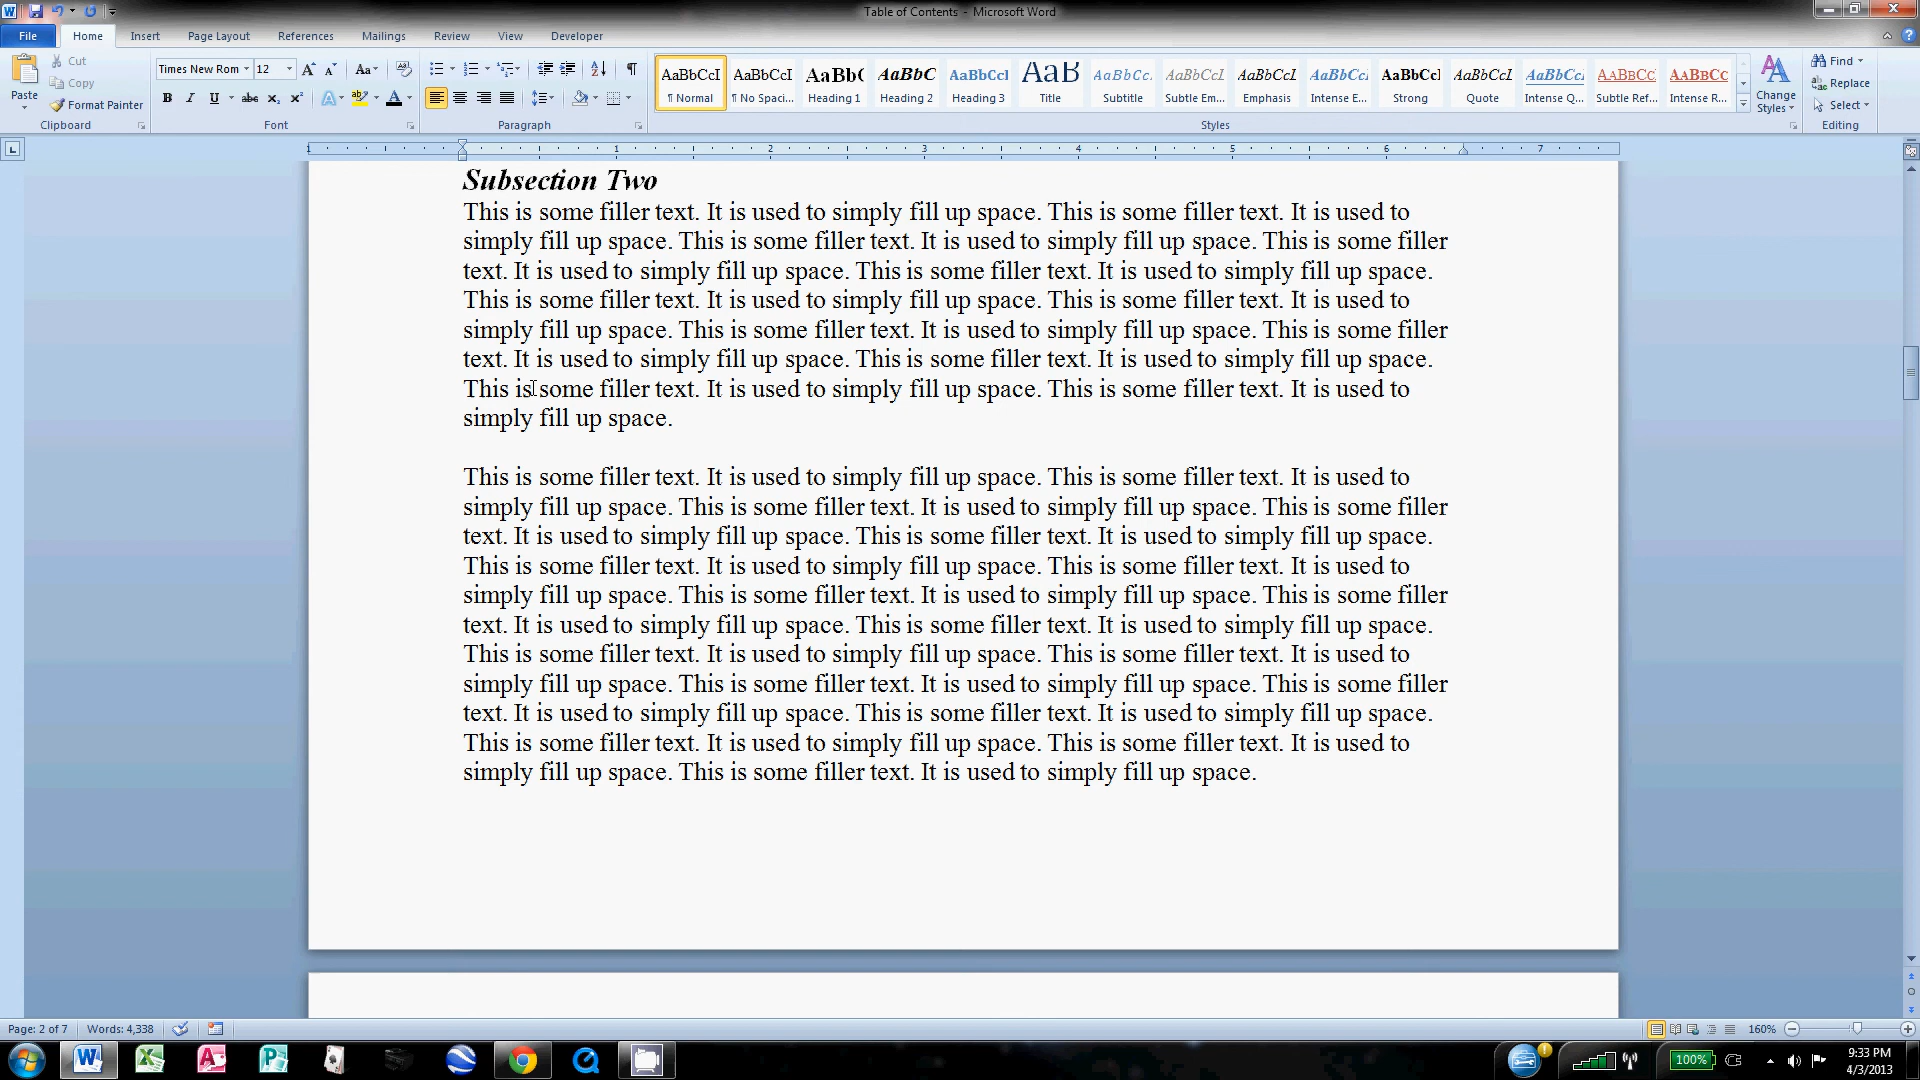 Table of Contents - Microsoft Word
File Home Insert Page Layout References Mailings Review View Developer
Paste
Cut
Copy
Format Painter
Clipboard
Times New Rom 12
Font
Paragraph
AaBbCcI AaBbCcI AaBb( AaBbC AaBbCcl AaB AaBbCc. AaBbCcl AaBbCcL AaBbCcl AaBbCcl AaBbCcL AaBbCcl AaBbCc AaBbCc
¶ Normal ¶ No Spaci... Heading 1 Heading 2 Heading 3 Title Subtitle Subtle Em... Emphasis Intense E... Strong Quote Intense Q... Subtle Ref... Intense R...
Styles
Change
Styles
Find
Replace
Select
Editing
1 1 2 3 4 5 6 7
Subsection Two
This is some filler text. It is used to simply fill up space. This is some filler text. It is used to
simply fill up space. This is some filler text. It is used to simply fill up space. This is some filler
text. It is used to simply fill up space. This is some filler text. It is used to simply fill up space.
This is some filler text. It is used to simply fill up space. This is some filler text. It is used to
simply fill up space. This is some filler text. It is used to simply fill up space. This is some filler
text. It is used to simply fill up space. This is some filler text. It is used to simply fill up space.
This is some filler text. It is used to simply fill up space. This is some filler text. It is used to
simply fill up space.
This is some filler text. It is used to simply fill up space. This is some filler text. It is used to
simply fill up space. This is some filler text. It is used to simply fill up space. This is some filler
text. It is used to simply fill up space. This is some filler text. It is used to simply fill up space.
This is some filler text. It is used to simply fill up space. This is some filler text. It is used to
simply fill up space. This is some filler text. It is used to simply fill up space. This is some filler
text. It is used to simply fill up space. This is some filler text. It is used to simply fill up space.
This is some filler text. It is used to simply fill up space. This is some filler text. It is used to
simply fill up space. This is some filler text. It is used to simply fill up space. This is some filler
text. It is used to simply fill up space. This is some filler text. It is used to simply fill up space.
This is some filler text. It is used to simply fill up space. This is some filler text. It is used to
simply fill up space. This is some filler text. It is used to simply fill up space.
Page: 2 of 7 Words: 4,338 160%
100%
9:33 PM
4/3/2013